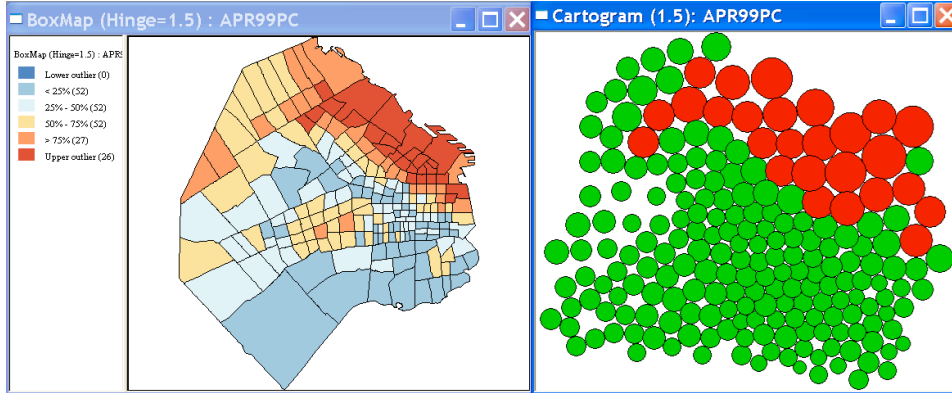 BoxMap (Hinge=1.5) : APR99PC
BoxMap (Hinge=1.5) : APR9
Lower outlier (0)
< 25% (52)
25% - 50% (52)
50% - 75% (52)
> 75% (27)
Upper outlier (26)
Cartogram (1.5): APR99PC